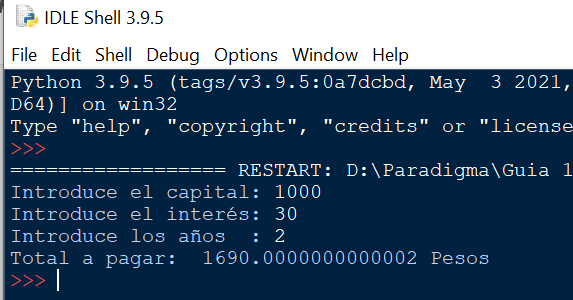 IDLE Shell 3.9.5
File Edit Shell Debug Options Window Help
Python 3.9.5 (tags/v3.9.5:0a7dcbd, May  3 2021,
D64)] on win32
Type "help", "copyright", "credits" or "license
>>>
================== RESTART: D:\Paradigma\Guia 1
Introduce el capital: 1000
Introduce el interés: 30
Introduce los años  : 2
Total a pagar:  1690.0000000000002 Pesos
>>>